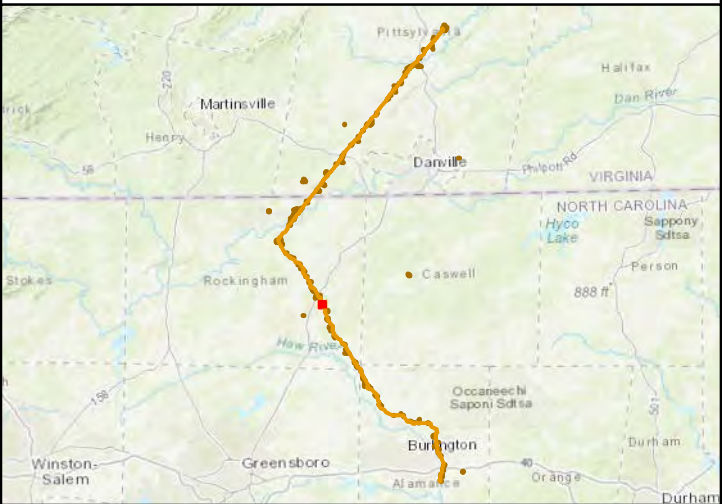 Pittsylvania
Halifax
220
Martinsville
Dan River
Henry
58
Danville
Philpott Rd
VIRGINIA
NORTH CAROLINA
Hyco
Lake
Sappony
Sdtsa
Stokes
Rockingham
Caswell
Person
888 ft
Haw River
Occaneechi
Saponi Sdtsa
158
501
Burlington
Durham
Winston-
Salem
Greensboro
40
Orange
Alamance
Durham